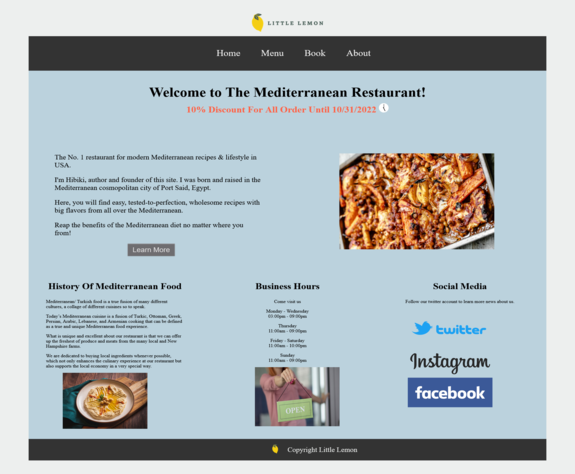 LITTLE LEMON
Home Menu Book About
Welcome to The Mediterranean Restaurant!
10% Discount For All Order Until 10/31/2022
The No. 1 restaurant for modern Mediterranean recipes & lifestyle in
USA.
I'm Hibiki, author and founder of this site. I was born and raised in the
Mediterranean cosmopolitan city of Port Said, Egypt.
Here, you will find easy, tested-to-perfection, wholesome recipes with
big flavors from all over the Mediterranean.
Reap the benefits of the Mediterranean diet no matter where you
from!
Learn More
History Of Mediterranean Food
Mediterranean/ Turkish food is a true fusion of many different
cultures, a collage of different cuisines so to speak.
Today's Mediterranean cuisine is a fusion of Turkic, Ottoman, Greek,
Persian, Arabic, Lebanese, and Armenian cooking that can be defined
as a true and unique Mediterranean food experience.
What is unique and excellent about our restaurant is that we can offer
up the freshest of produce and meats from the many local and New
Hampshire farms.
We are dedicated to buying local ingredients whenever possible,
which not only enhances the culinary experience at our restaurant but
also supports the local economy in a very special way.
Business Hours
Come visit us
Monday - Wednesday
03:00pm - 09:00pm
Thursday
11:30am - 09:00pm
Friday - Saturday
11:30am - 10:00pm
Sunday
11:30am - 09:00pm
OPEN
Social Media
Follow our twitter account to learn more news about us.
twitter
Instagram
facebook
Copyright Little Lemon